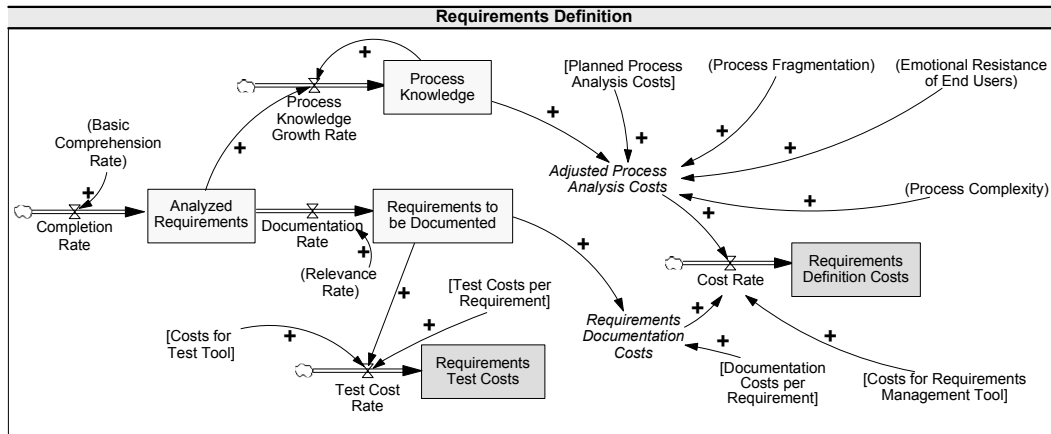 Requirements Definition
+
Process
Knowledge
Process
Knowledge
Growth Rate
[Planned Process
Analysis Costs]
(Process Fragmentation)
(Emotional Resistance
of End Users)
+
+
+
+
(Basic
Comprehension
Rate)
+
+
Adjusted Process
Analysis Costs
+
(Process Complexity)
+
Analyzed
Requirements
Completion
Rate
Documentation
Rate
Requirements to
be Documented
+
+
Requirements
Definition Costs
Cost Rate
+
(Relevance
Rate)
[Test Costs per
Requirement]
+
+
+
[Costs for
Test Tool]
+
Requirements
Documentation
Costs
+
+
[Documentation
Costs per
Requirement]
[Costs for Requirements
Management Tool]
Requirements
Test Costs
Test Cost
Rate